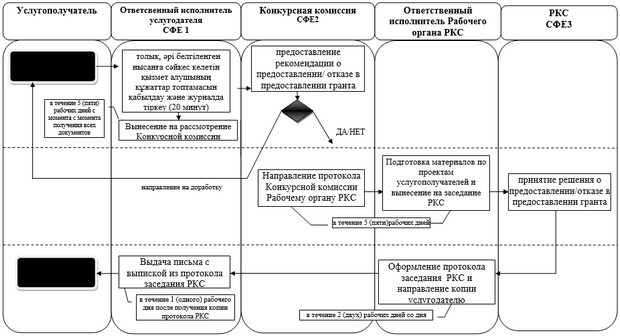 Услугополучатель
Ответсвенный исполнитель
услугодателя
СФЕ 1
Конкурсная комиссия
СФЕ2
Ответственный
исполнитель Рабочего
органа РКС
РКС
СФЕ3
толық, әрі белгіленген
нысанға сәйкес келетін
қызмет алушының
құжаттар топтамасын
қабылдау және журналда
тіркеу (20 минут)
предоставление
рекомендации о
предоставлении/ отказе в
предоставлении гранта
в течение 5 (пяти)
рабочих дней с
момента с момента
получения всех
документов
Вынесение на рассмотрение
Конкурсной комиссии
ДА/НЕТ
направление на доработку
Направление протокола
Конкурсной комиссии
Рабочему органу РКС
Подготовка материалов по
проектам
услугополучателей и
вынесение на заседание
РКС
принятие решения о
предоставлении/отказе в
предоставлении гранта
в течение 5 (пяти)рабочих дней
Выдача письма с
выпиской из протокола
заседания РКС
Оформление протокола
заседания РКС и
направление копии
услугодателю
в течение 1 (одного) рабочего
дня после получения копии
протокола РКС
в течение 2 (двух) рабочих дней со дня